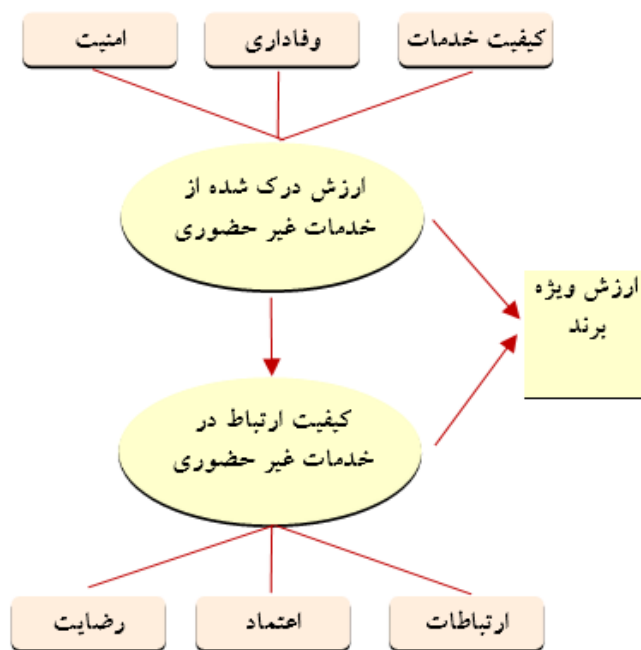 کیفیت خدمات
وفاداری
امنیت
ارزش درک شده از
خدمات غیر حضوری
ارزش ویژه
برند
کیفیت ارتباط در
خدمات غیر حضوری
ارتباطات
اعتماد
رضایت